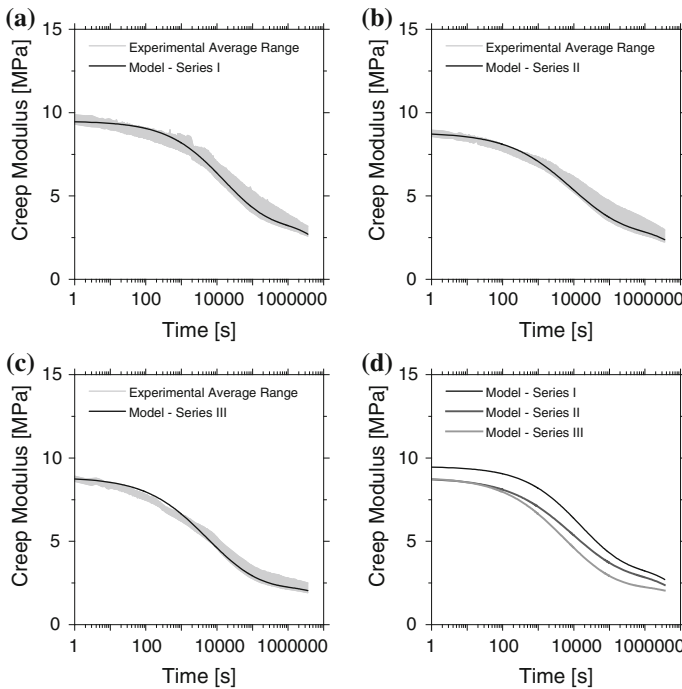 (a)
Creep Modulus [MPa]
15
10
5
0
Experimental Average Range
Model - Series I
1 100 10000 1000000
Time [s]
(b)
Creep Modulus [MPa]
15
10
5
0
Experimental Average Range
Model - Series II
1 100 10000 1000000
Time [s]
(c)
Creep Modulus [MPa]
15
10
5
0
Experimental Average Range
Model - Series III
1 100 10000 1000000
Time [s]
(d)
Creep Modulus [MPa]
15
10
5
0
Model - Series I
Model - Series II
Model - Series III
1 100 10000 1000000
Time [s]